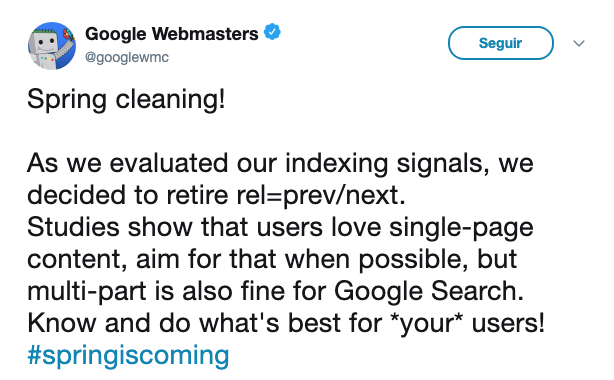 Google Webmasters
@googlewmc
Seguir
Spring cleaning!
As we evaluated our indexing signals, we
decided to retire rel=prev/next.
Studies show that users love single-page
content, aim for that when possible, but
multi-part is also fine for Google Search.
Know and do what's best for *your* users!
#springiscoming